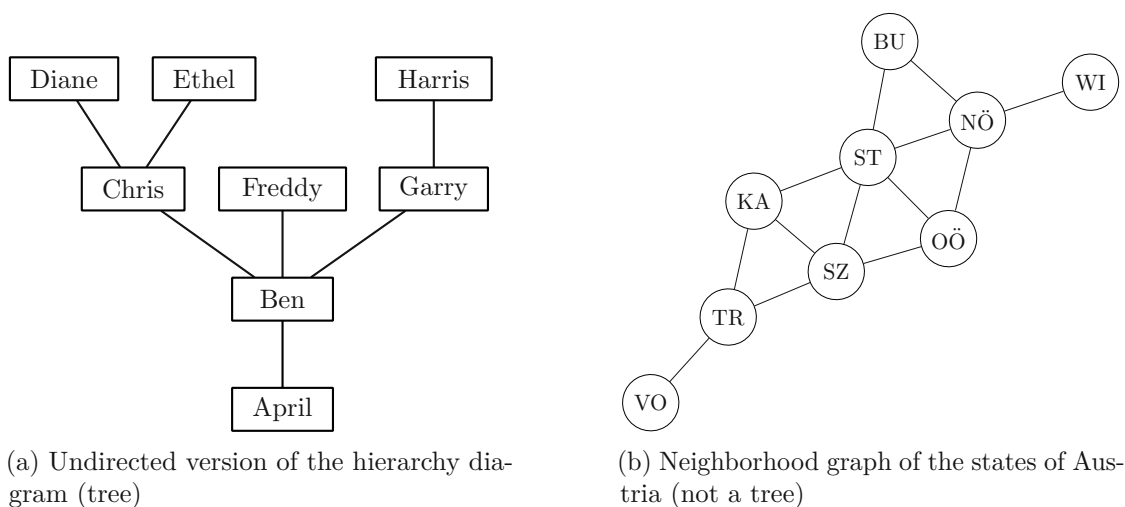 Diane
Ethel
Harris
Chris
Freddy
Garry
Ben
April
(a) Undirected version of the hierarchy dia-
gram (tree)
BU
WI
NÖ
ST
KA
OÖ
SZ
TR
VO
(b) Neighborhood graph of the states of Aus-
tria (not a tree)